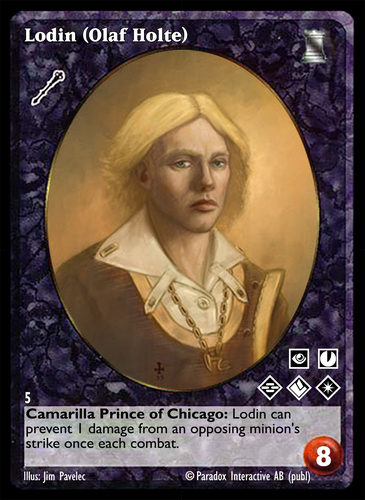 Lodin (Olaf Holte)
5
Camarilla Prince of Chicago: Lodin can
prevent 1 damage from an opposing minion's
strike once each combat.
8
Illus: Jim Pavelec © Paradox Interactive AB (publ)